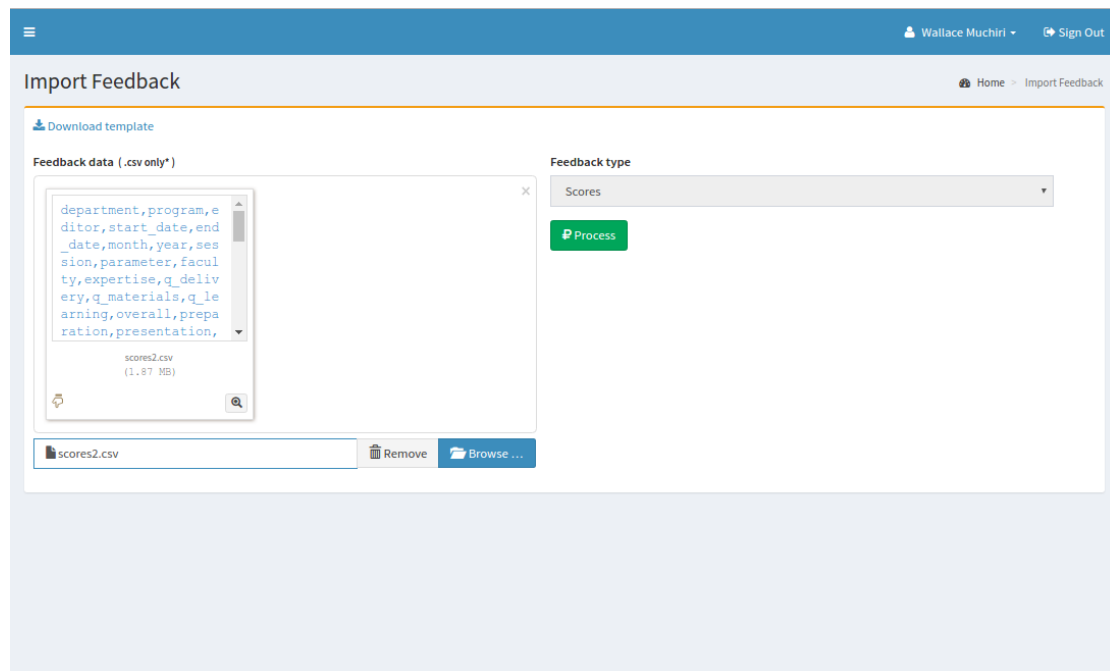 Wallace Muchiri
Sign Out
Import Feedback
Home > Import Feedback
Download template
Feedback data (.csv only*)
department,program,e
ditor,start_date,end
_date,month,year,ses
sion,parameter,facul
ty,expertise,q_deliv
ery,q_materials,q_le
arning,overall,prepa
ration,presentation,
scores2.csv
(1.87 MB)
scores2.csv
Remove
Browse ...
Feedback type
Scores
Process